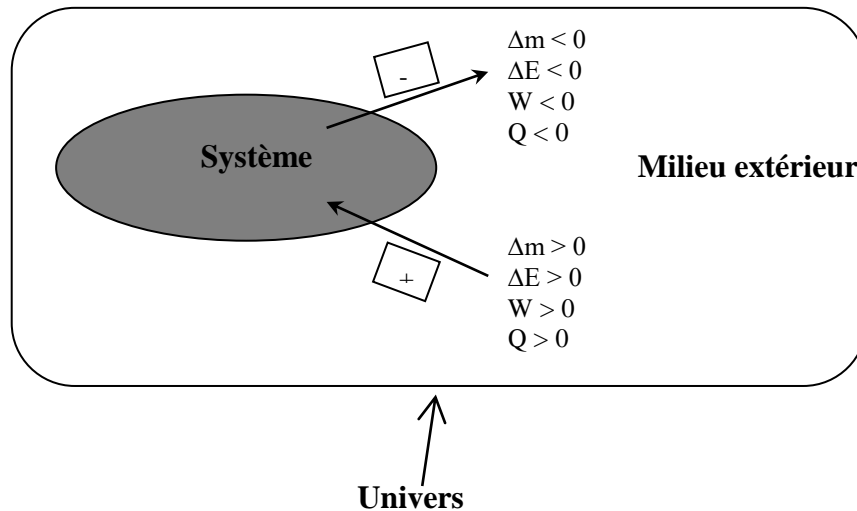 Δm < 0
-
ΔE < 0
W < 0
Q < 0
Système
Milieu extérieur
Δm > 0
+
ΔE > 0
W > 0
Q > 0
Univers